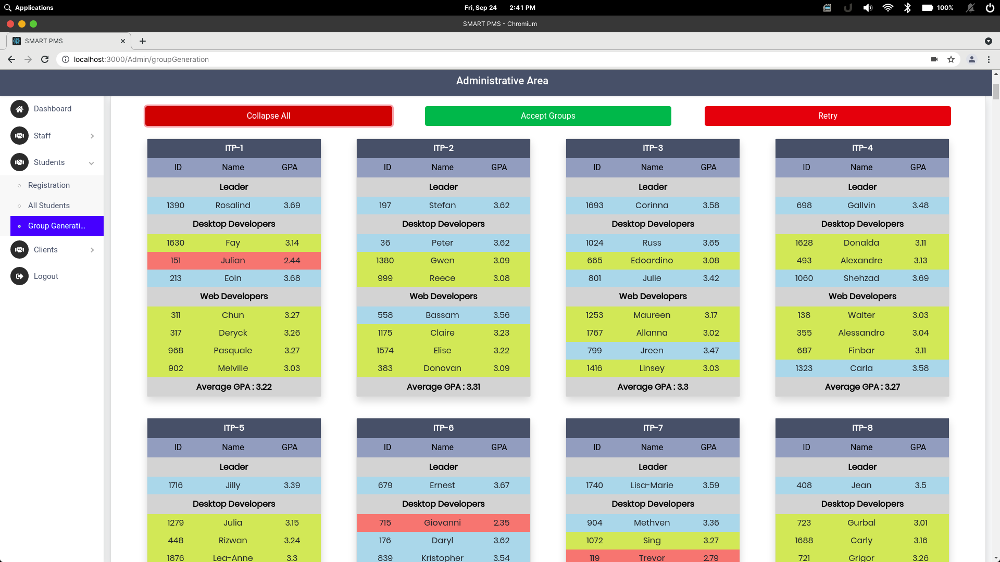 Applications
Fri, Sep 24 2:41 PM
100%
SMART PMS - Chromium
SMART PMS
localhost:3000/Admin/groupGeneration
Administrative Area
Dashboard
Staff
Students
Registration
All Students
Group Generati...
Clients
Logout
Collapse All Accept Groups Retry
ITP-1
ID Name GPA
Leader
1390 Rosalind 3.69
Desktop Developers
1630 Fay 3.14
151 Julian 2.44
213 Eoin 3.68
Web Developers
311 Chun 3.27
317 Deryck 3.26
968 Pasquale 3.27
902 Melville 3.03
Average GPA : 3.22
ITP-2
ID Name GPA
Leader
197 Stefan 3.62
Desktop Developers
36 Peter 3.62
1380 Gwen 3.09
999 Reece 3.08
Web Developers
558 Bassam 3.56
1175 Claire 3.23
1574 Elise 3.22
383 Donovan 3.09
Average GPA : 3.31
ITP-3
ID Name GPA
Leader
1693 Corinna 3.58
Desktop Developers
1024 Russ 3.65
665 Edoardino 3.08
801 Julie 3.42
Web Developers
1253 Maureen 3.17
1767 Allanna 3.02
799 Jreen 3.47
1416 Linsey 3.03
Average GPA : 3.3
ITP-4
ID Name GPA
Leader
698 Gallvin 3.48
Desktop Developers
1628 Donalda 3.11
493 Alexandre 3.13
1060 Shehzad 3.69
Web Developers
138 Walter 3.03
355 Alessandro 3.04
687 Finbar 3.11
1323 Carla 3.58
Average GPA : 3.27
ITP-5
ID Name GPA
Leader
1716 Jilly 3.39
Desktop Developers
1279 Julia 3.15
448 Rizwan 3.24
1876 Lea-Anne 3.3
ITP-6
ID Name GPA
Leader
679 Ernest 3.67
Desktop Developers
715 Giovanni 2.35
176 Daryl 3.62
839 Kristopher 3.54
ITP-7
ID Name GPA
Leader
1740 Lisa-Marie 3.59
Desktop Developers
904 Methven 3.36
1072 Sing 3.27
119 Trevor 2.79
ITP-8
ID Name GPA
Leader
408 Jean 3.5
Desktop Developers
723 Gurbal 3.01
1688 Carly 3.16
721 Grigor 3.26